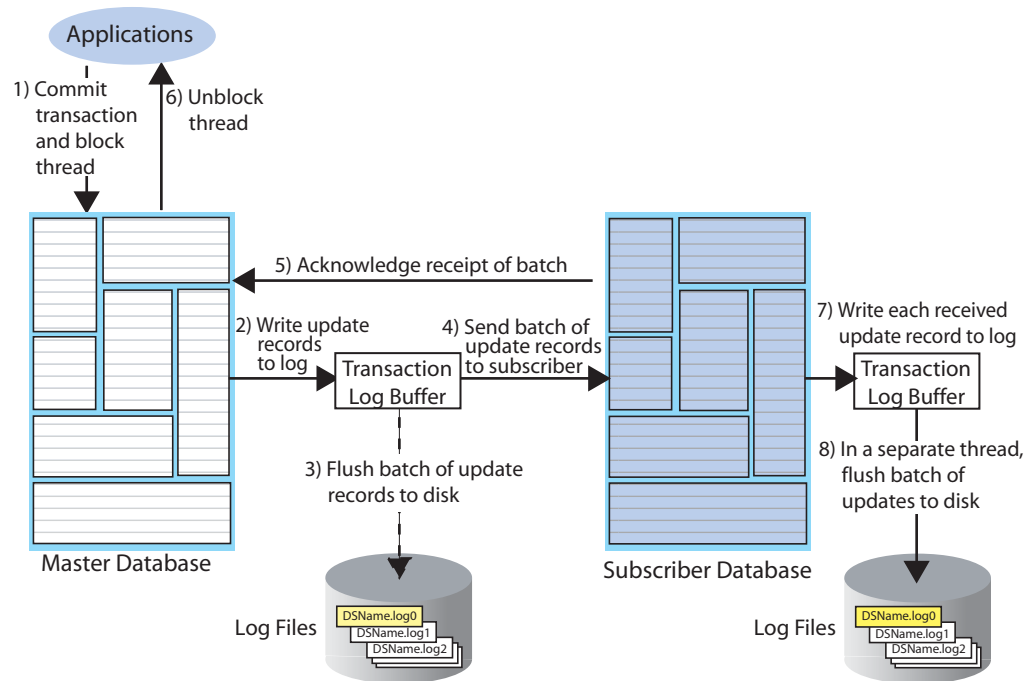 Applications
1) Commit
transaction
and block
thread
6) Unblock
thread
5) Acknowledge receipt of batch
2) Write update
records
to log
4) Send batch of
update records
to subscriber
7) Write each received
update record to log
Transaction
Log Buffer
Transaction
Log Buffer
3) Flush batch of update
records to disk
8) In a separate thread,
flush batch of
updates to disk
Master Database
Subscriber Database
Log Files
DSName.log0
DSName.log1
DSName.log2
Log Files
DSName.log0
DSName.log1
DSName.log2